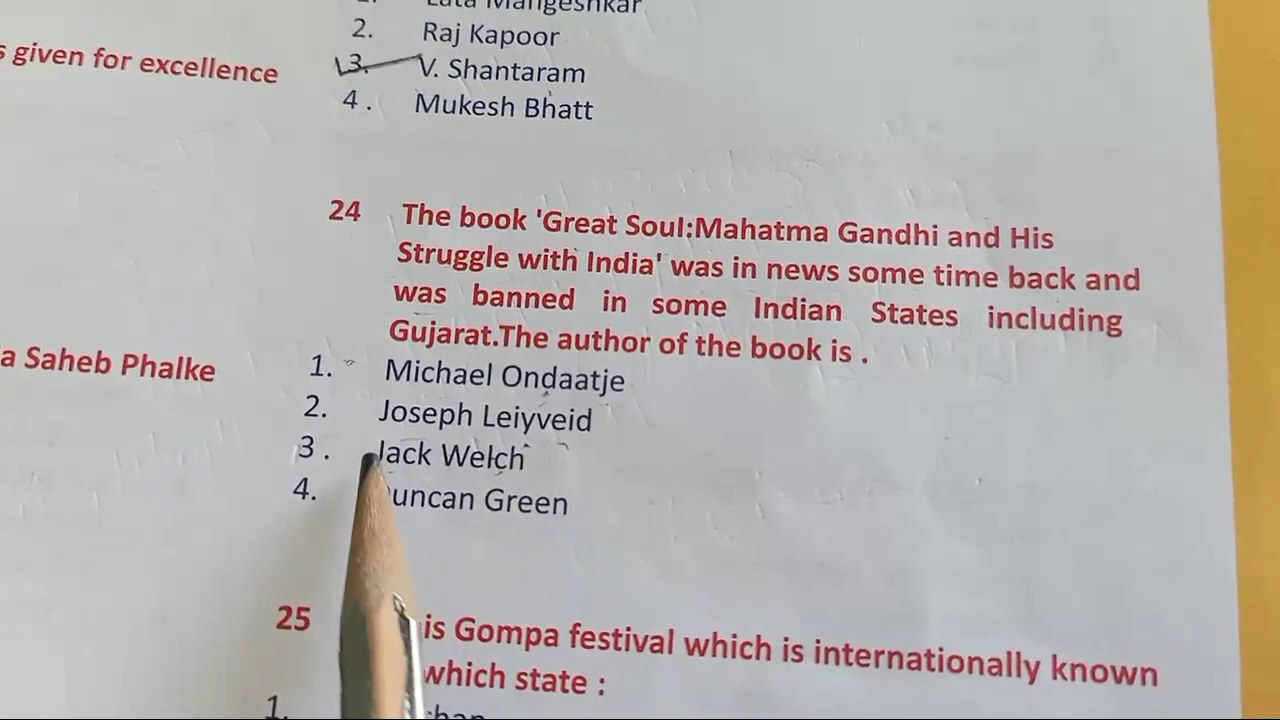 Lata Mangeshkar
2. Raj Kapoor
s given for excellence
3. V. Shantaram
4 . Mukesh Bhatt
24 The book 'Great Soul:Mahatma Gandhi and His
Struggle with India' was in news some time back and
was banned in some Indian States including
Gujarat.The author of the book is .
a Saheb Phalke
1. Michael Ondaatje
2. Joseph Leiyveid
3 . Jack Welch
4. uncan Green
25 is Gompa festival which is internationally known
which state :
1.